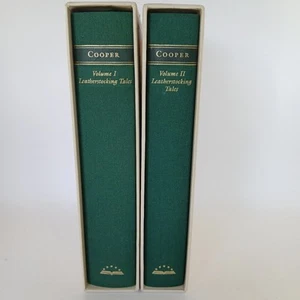 COOPER
Volume I
Leatherstocking Tales
COOPER
Volume II
Leatherstocking
Tales